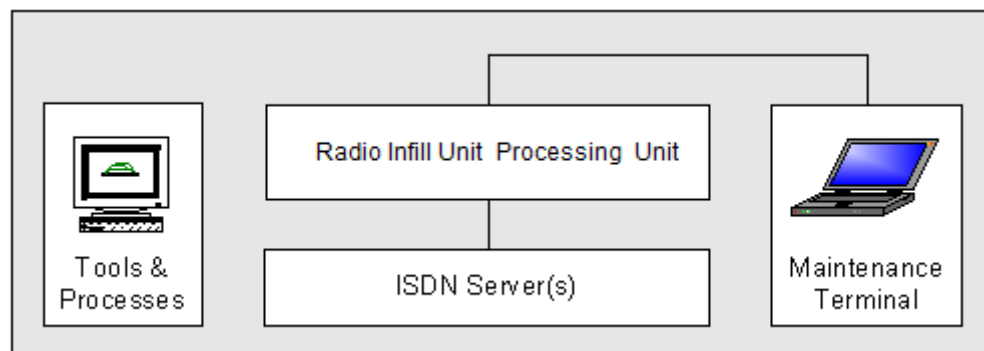 Radio Infill Unit Processing Unit
Tools &
Processes
ISDN Server(s)
Maintenance
Terminal